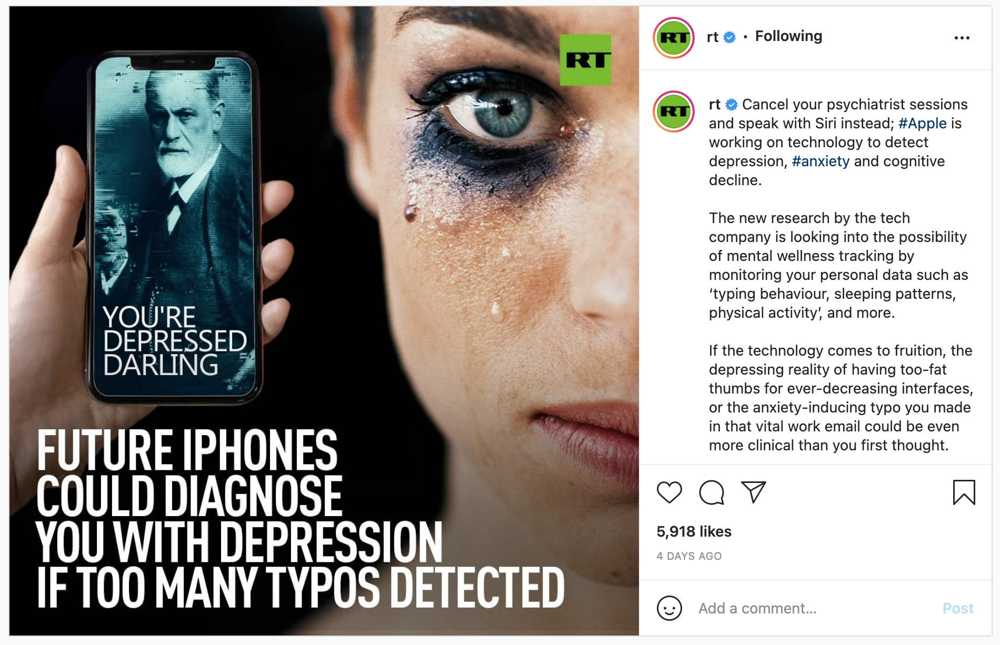 YOU'RE
DEPRESSED
DARLING
RT
FUTURE IPHONES
COULD DIAGNOSE
YOU WITH DEPRESSION
IF TOO MANY TYPOS DETECTED
RT
rt • Following
RT
rt Cancel your psychiatrist sessions
and speak with Siri instead; #Apple is
working on technology to detect
depression, #anxiety and cognitive
decline.
The new research by the tech
company is looking into the possibility
of mental wellness tracking by
monitoring your personal data such as
‘typing behaviour, sleeping patterns,
physical activity’, and more.
If the technology comes to fruition, the
depressing reality of having too-fat
thumbs for ever-decreasing interfaces,
or the anxiety-inducing typo you made
in that vital work email could be even
more clinical than you first thought.
5,918 likes
4 DAYS AGO
Add a comment...
Post